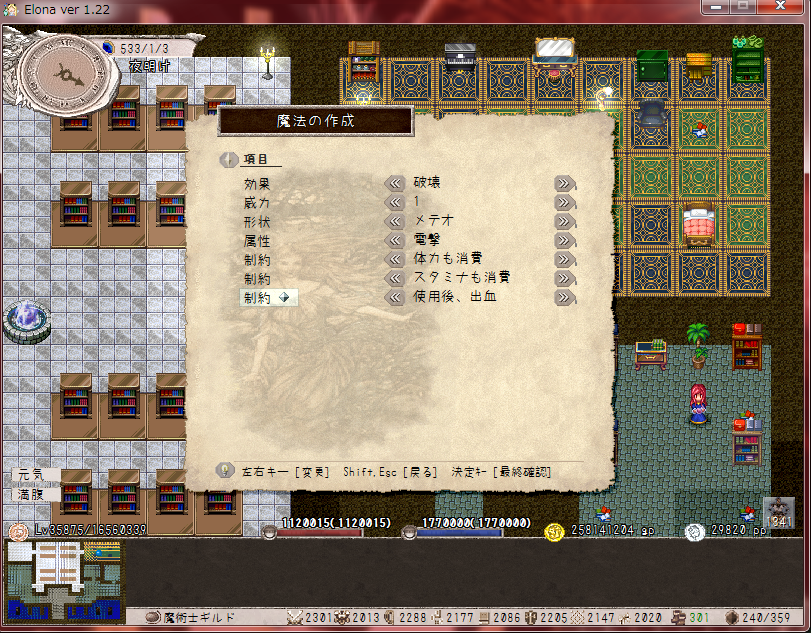 Elona ver 1.22
533/1/3
夜明け
魔法の作成
項目
効果 破壊
威力 1
形状 メテオ
属性 電撃
制約 体力も消費
制約 スタミナも消費
制約 使用後、出血
左右キー [変更] Shift,Esc [戻る] 決定キー [最終確認]
元気
満腹
Lv35875/16560339 1120015(1120015) 1770000(1770000) 258141204 gp 29820 pp
341
魔術士ギルド 2301 2013 2288 2177 2086 2205 2147 2020 301 240/359